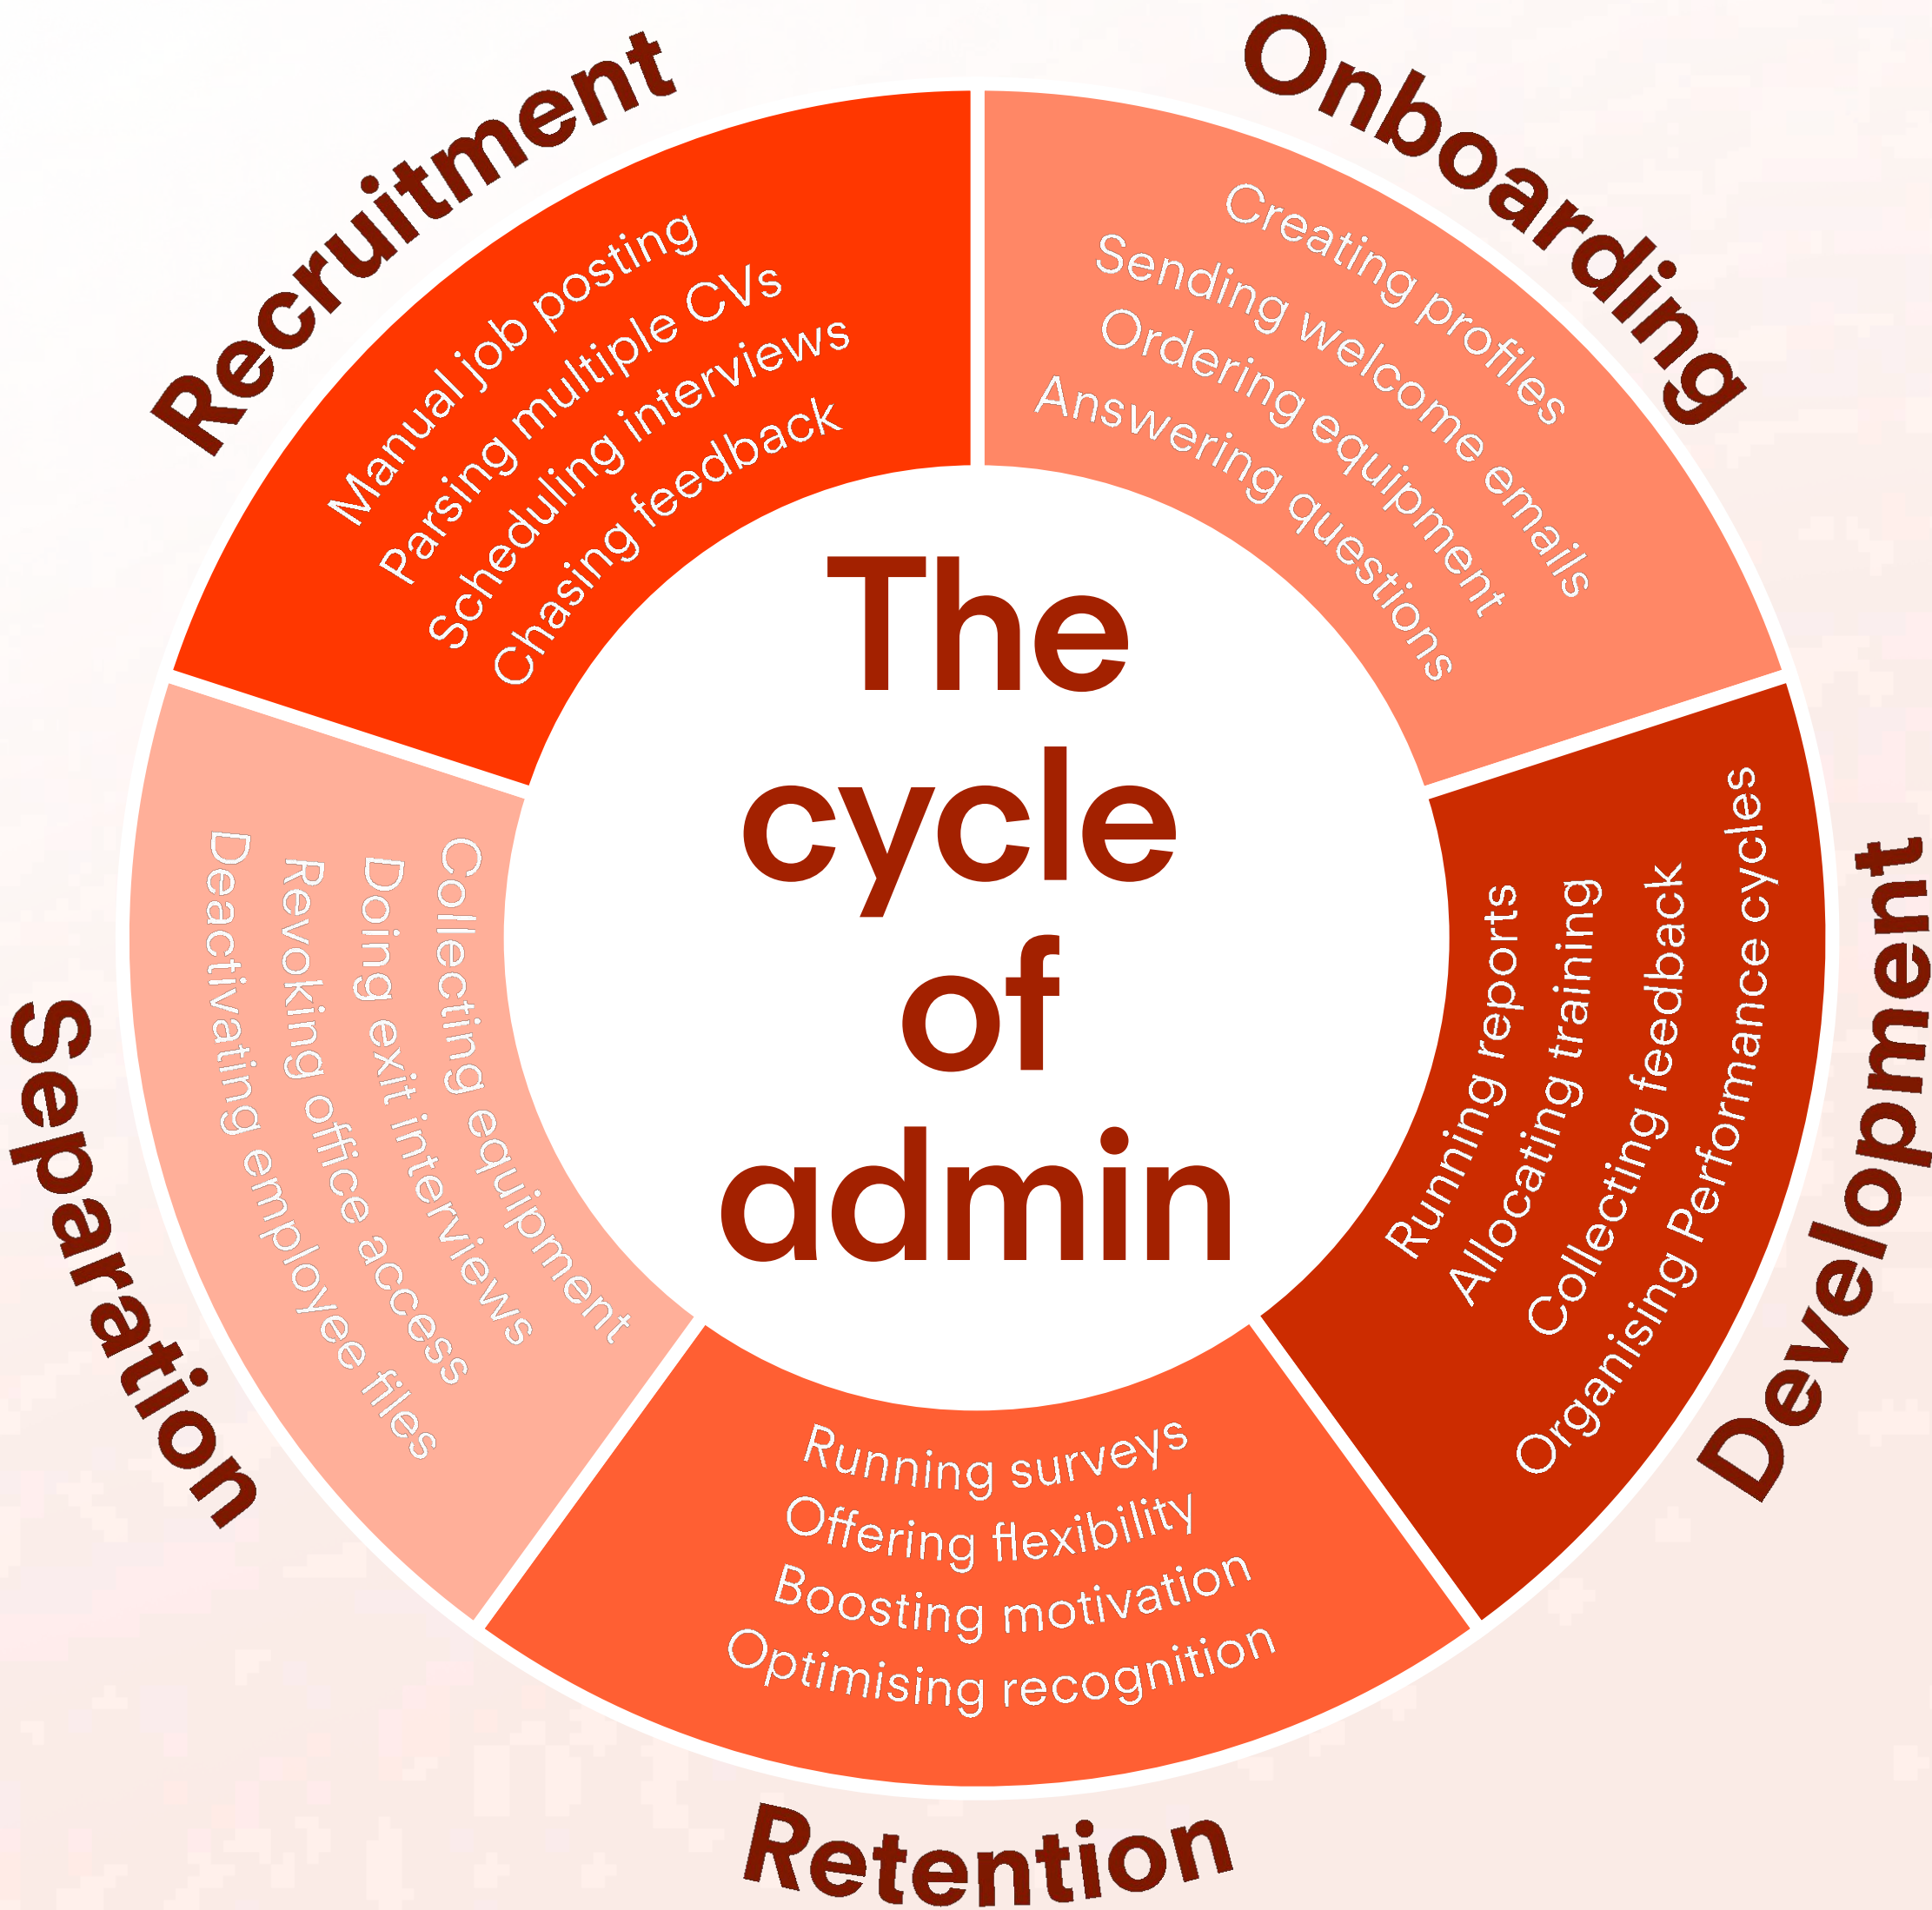 The
cycle
of
admin
Recruitment
Manual job posting
Parsing multiple CVs
Scheduling interviews
Chasing feedback
Onboarding
Creating profiles
Sending welcome emails
Ordering equipment
Answering questions
Development
Running reports
Allocating training
Collecting feedback
Organising Performance cycles
Retention
Running surveys
Offering flexibility
Boosting motivation
Optimising recognition
Separation
Collecting equipment
Doing exit interviews
Revoking office access
Deactivating employee files